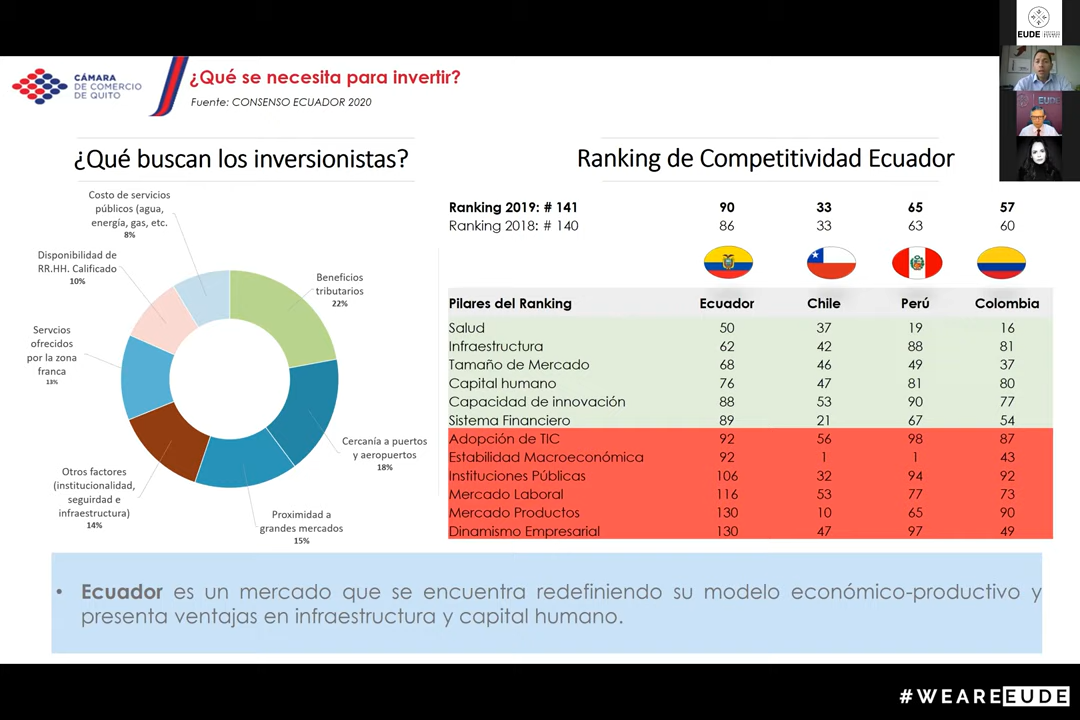 EUDE
CÁMARA
DE COMERCIO
DE QUITO
¿Qué se necesita para invertir?
Fuente: CONSENSO ECUADOR 2020
¿Qué buscan los inversionistas?
Costo de servicios
públicos (agua,
energía, gas, etc.
8%
Disponibilidad de
RR.HH. Calificado
10%
Beneficios
tributarios
22%
Servcios
ofrecidos
por la zona
franca
13%
Cercanía a puertos
y aeropuertos
18%
Otros factores
(institucionalidad,
seguirdad e
infraestructura)
14%
Proximidad a
grandes mercados
15%
Ranking de Competitividad Ecuador
Ranking 2019: # 141 90 33 65 57
Ranking 2018: # 140 86 33 63 60
Pilares del Ranking Ecuador Chile Perú Colombia
Salud 50 37 19 16
Infraestructura 62 42 88 81
Tamaño de Mercado 68 46 49 37
Capital humano 76 47 81 80
Capacidad de innovación 88 53 90 77
Sistema Financiero 89 21 67 54
Adopción de TIC 92 56 98 87
Estabilidad Macroeconómica 92 1 1 43
Instituciones Públicas 106 32 94 92
Mercado Laboral 116 53 77 73
Mercado Productos 130 10 65 90
Dinamismo Empresarial 130 47 97 49
• Ecuador es un mercado que se encuentra redefiniendo su modelo económico-productivo y
presenta ventajas en infraestructura y capital humano.
#WEAREEUDE